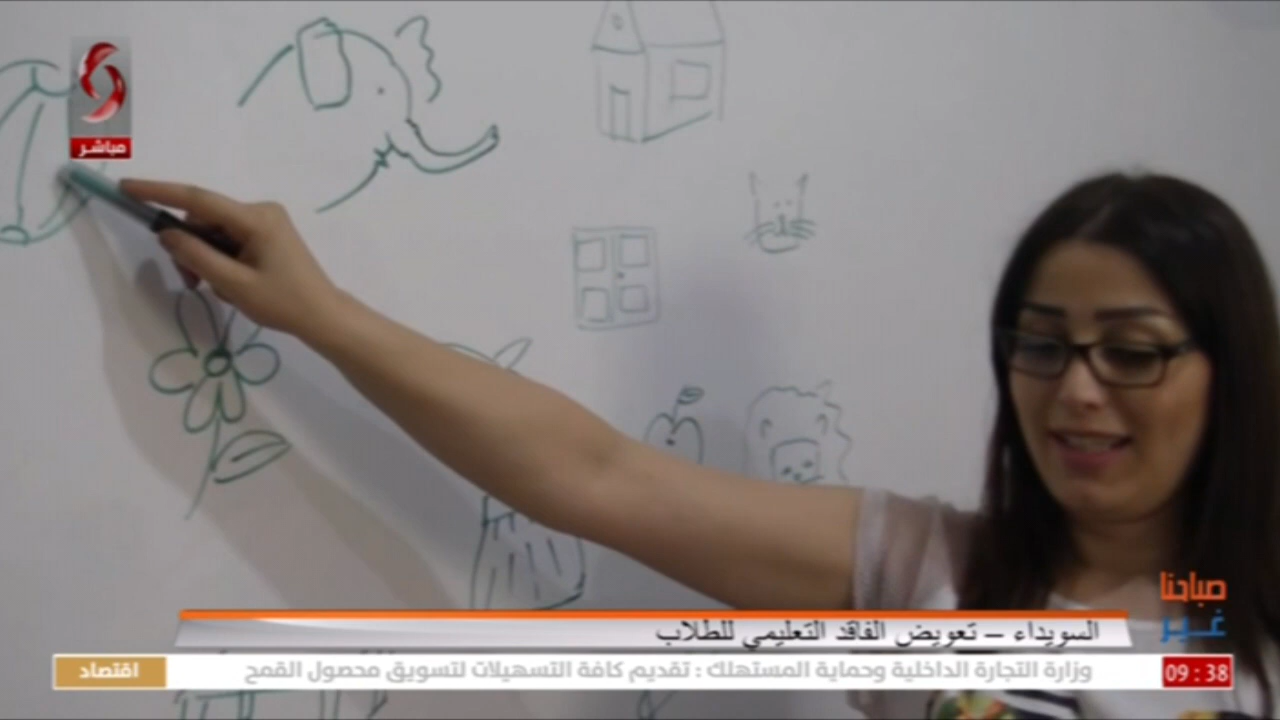 مباشر
صباحنا
غير
السويداء – تعويض الفاقد التعليمي للطلاب
09 : 38
وزارة التجارة الداخلية وحماية المستهلك : تقديم كافة التسهيلات لتسويق محصول القمح
اقتصاد